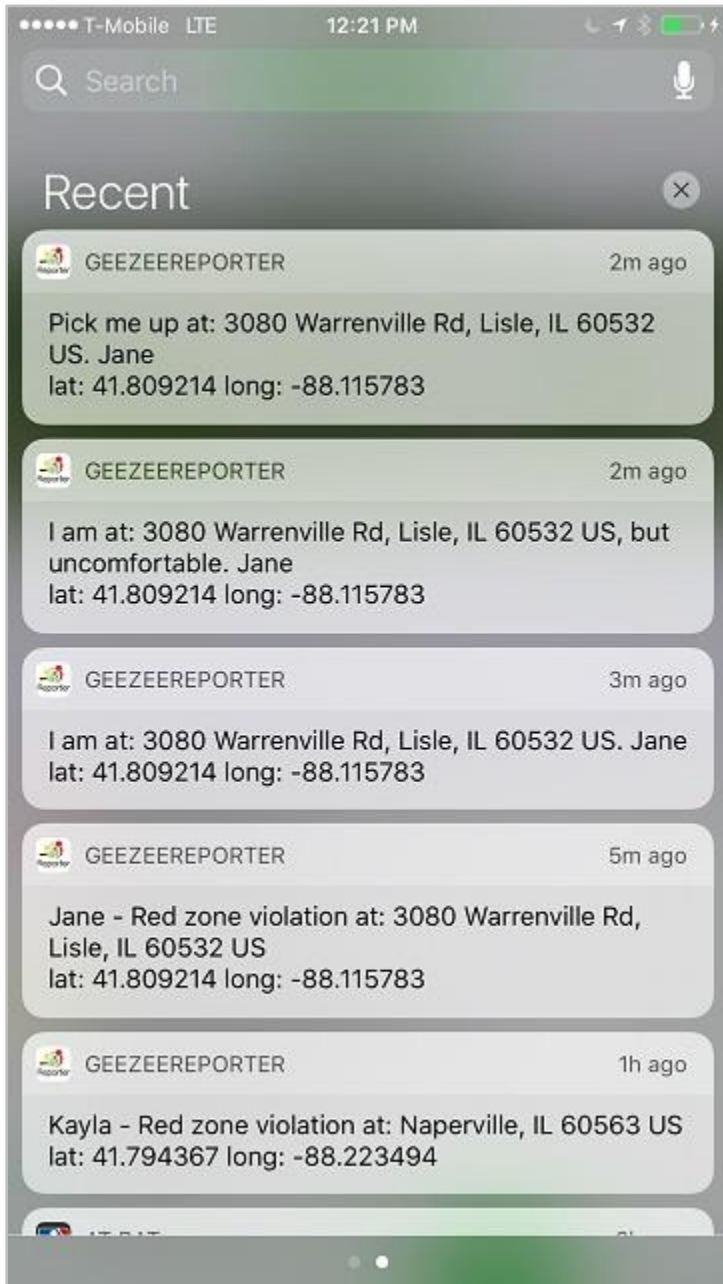 T-Mobile LTE 12:21 PM
Search
Recent
GEEZEEREPORTER 2m ago
Pick me up at: 3080 Warrenville Rd, Lisle, IL 60532
US. Jane
lat: 41.809214 long: -88.115783
GEEZEEREPORTER 2m ago
I am at: 3080 Warrenville Rd, Lisle, IL 60532 US, but
uncomfortable. Jane
lat: 41.809214 long: -88.115783
GEEZEEREPORTER 3m ago
I am at: 3080 Warrenville Rd, Lisle, IL 60532 US. Jane
lat: 41.809214 long: -88.115783
GEEZEEREPORTER 5m ago
Jane - Red zone violation at: 3080 Warrenville Rd,
Lisle, IL 60532 US
lat: 41.809214 long: -88.115783
GEEZEEREPORTER 1h ago
Kayla - Red zone violation at: Naperville, IL 60563 US
lat: 41.794367 long: -88.223494